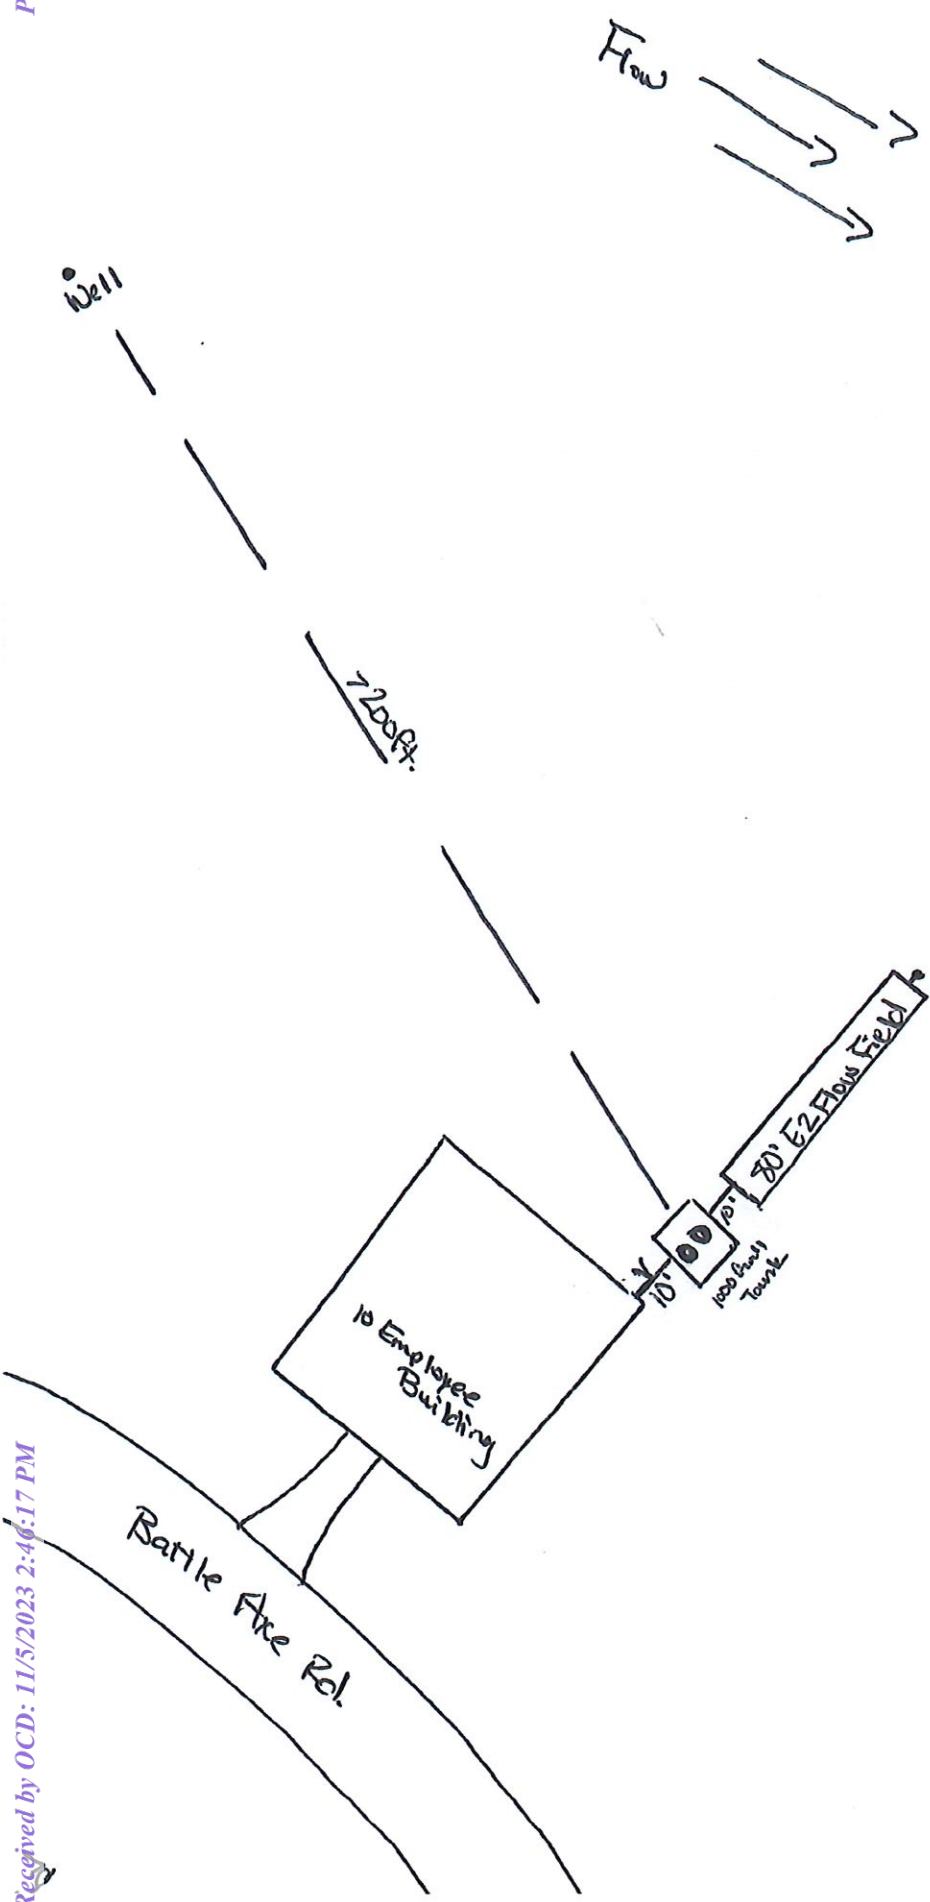 Flow
Well
>200ft.
80' EZ Flow Field
10'
1000 Gal
Tank
10'
10 Employee
Building
Battle Axe Rd.
Received by OCD: 11/5/2023 2:46:17 PM
P